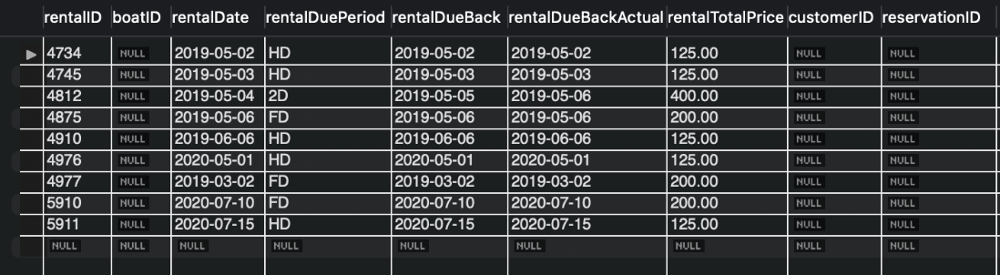 rentalID boatID rentalDate rentalDuePeriod rentalDueBack rentalDueBackActual rentalTotalPrice customerID reservationID
4734 NULL 2019-05-02 HD 2019-05-02 2019-05-02 125.00 NULL NULL
4745 NULL 2019-05-03 HD 2019-05-03 2019-05-03 125.00 NULL NULL
4812 NULL 2019-05-04 2D 2019-05-05 2019-05-06 400.00 NULL NULL
4875 NULL 2019-05-06 FD 2019-05-06 2019-05-06 200.00 NULL NULL
4910 NULL 2019-06-06 HD 2019-06-06 2019-06-06 125.00 NULL NULL
4976 NULL 2020-05-01 HD 2020-05-01 2020-05-01 125.00 NULL NULL
4977 NULL 2019-03-02 FD 2019-03-02 2019-03-02 200.00 NULL NULL
5910 NULL 2020-07-10 FD 2020-07-10 2020-07-10 200.00 NULL NULL
5911 NULL 2020-07-15 HD 2020-07-15 2020-07-15 125.00 NULL NULL
NULL NULL NULL NULL NULL NULL NULL NULL NULL